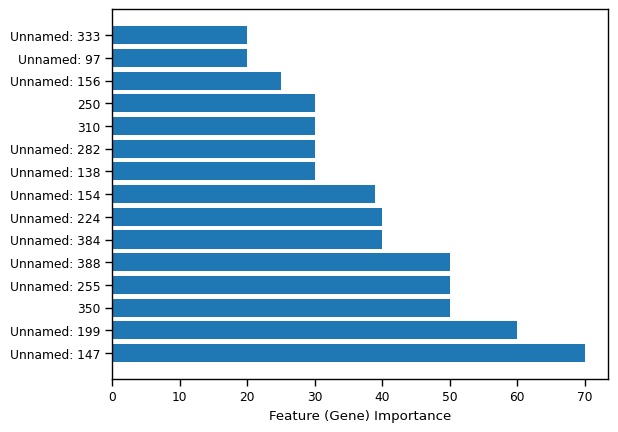 Unnamed: 333
Unnamed: 97
Unnamed: 156
250
310
Unnamed: 282
Unnamed: 138
Unnamed: 154
Unnamed: 224
Unnamed: 384
Unnamed: 388
Unnamed: 255
350
Unnamed: 199
Unnamed: 147
0 10 20 30 40 50 60 70
Feature (Gene) Importance